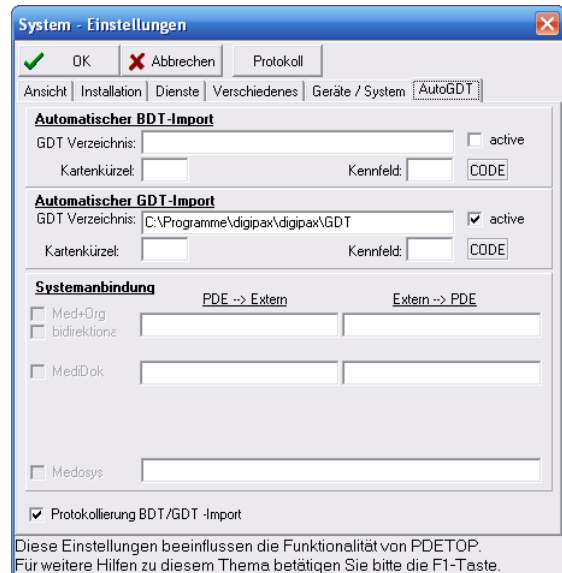 System - Einstellungen
OK Abbrechen Protokoll
Ansicht Installation Dienste Verschiedenes Geräte / System AutoGDT
Automatischer BDT-Import
GDT Verzeichnis: active
Kartenkürzel: Kennfeld: CODE
Automatischer GDT-Import
GDT Verzeichnis: C:\Programme\digipax\digipax\GDT active
Kartenkürzel: Kennfeld: CODE
Systemanbindung
PDE --> Extern Extern --> PDE
Med+Org
bidirektiona
MediDok
Medosys
Protokollierung BDT/GDT -Import
Diese Einstellungen beeinflussen die Funktionalität von PDETOP.
Für weitere Hilfen zu diesem Thema betätigen Sie bitte die F1-Taste.